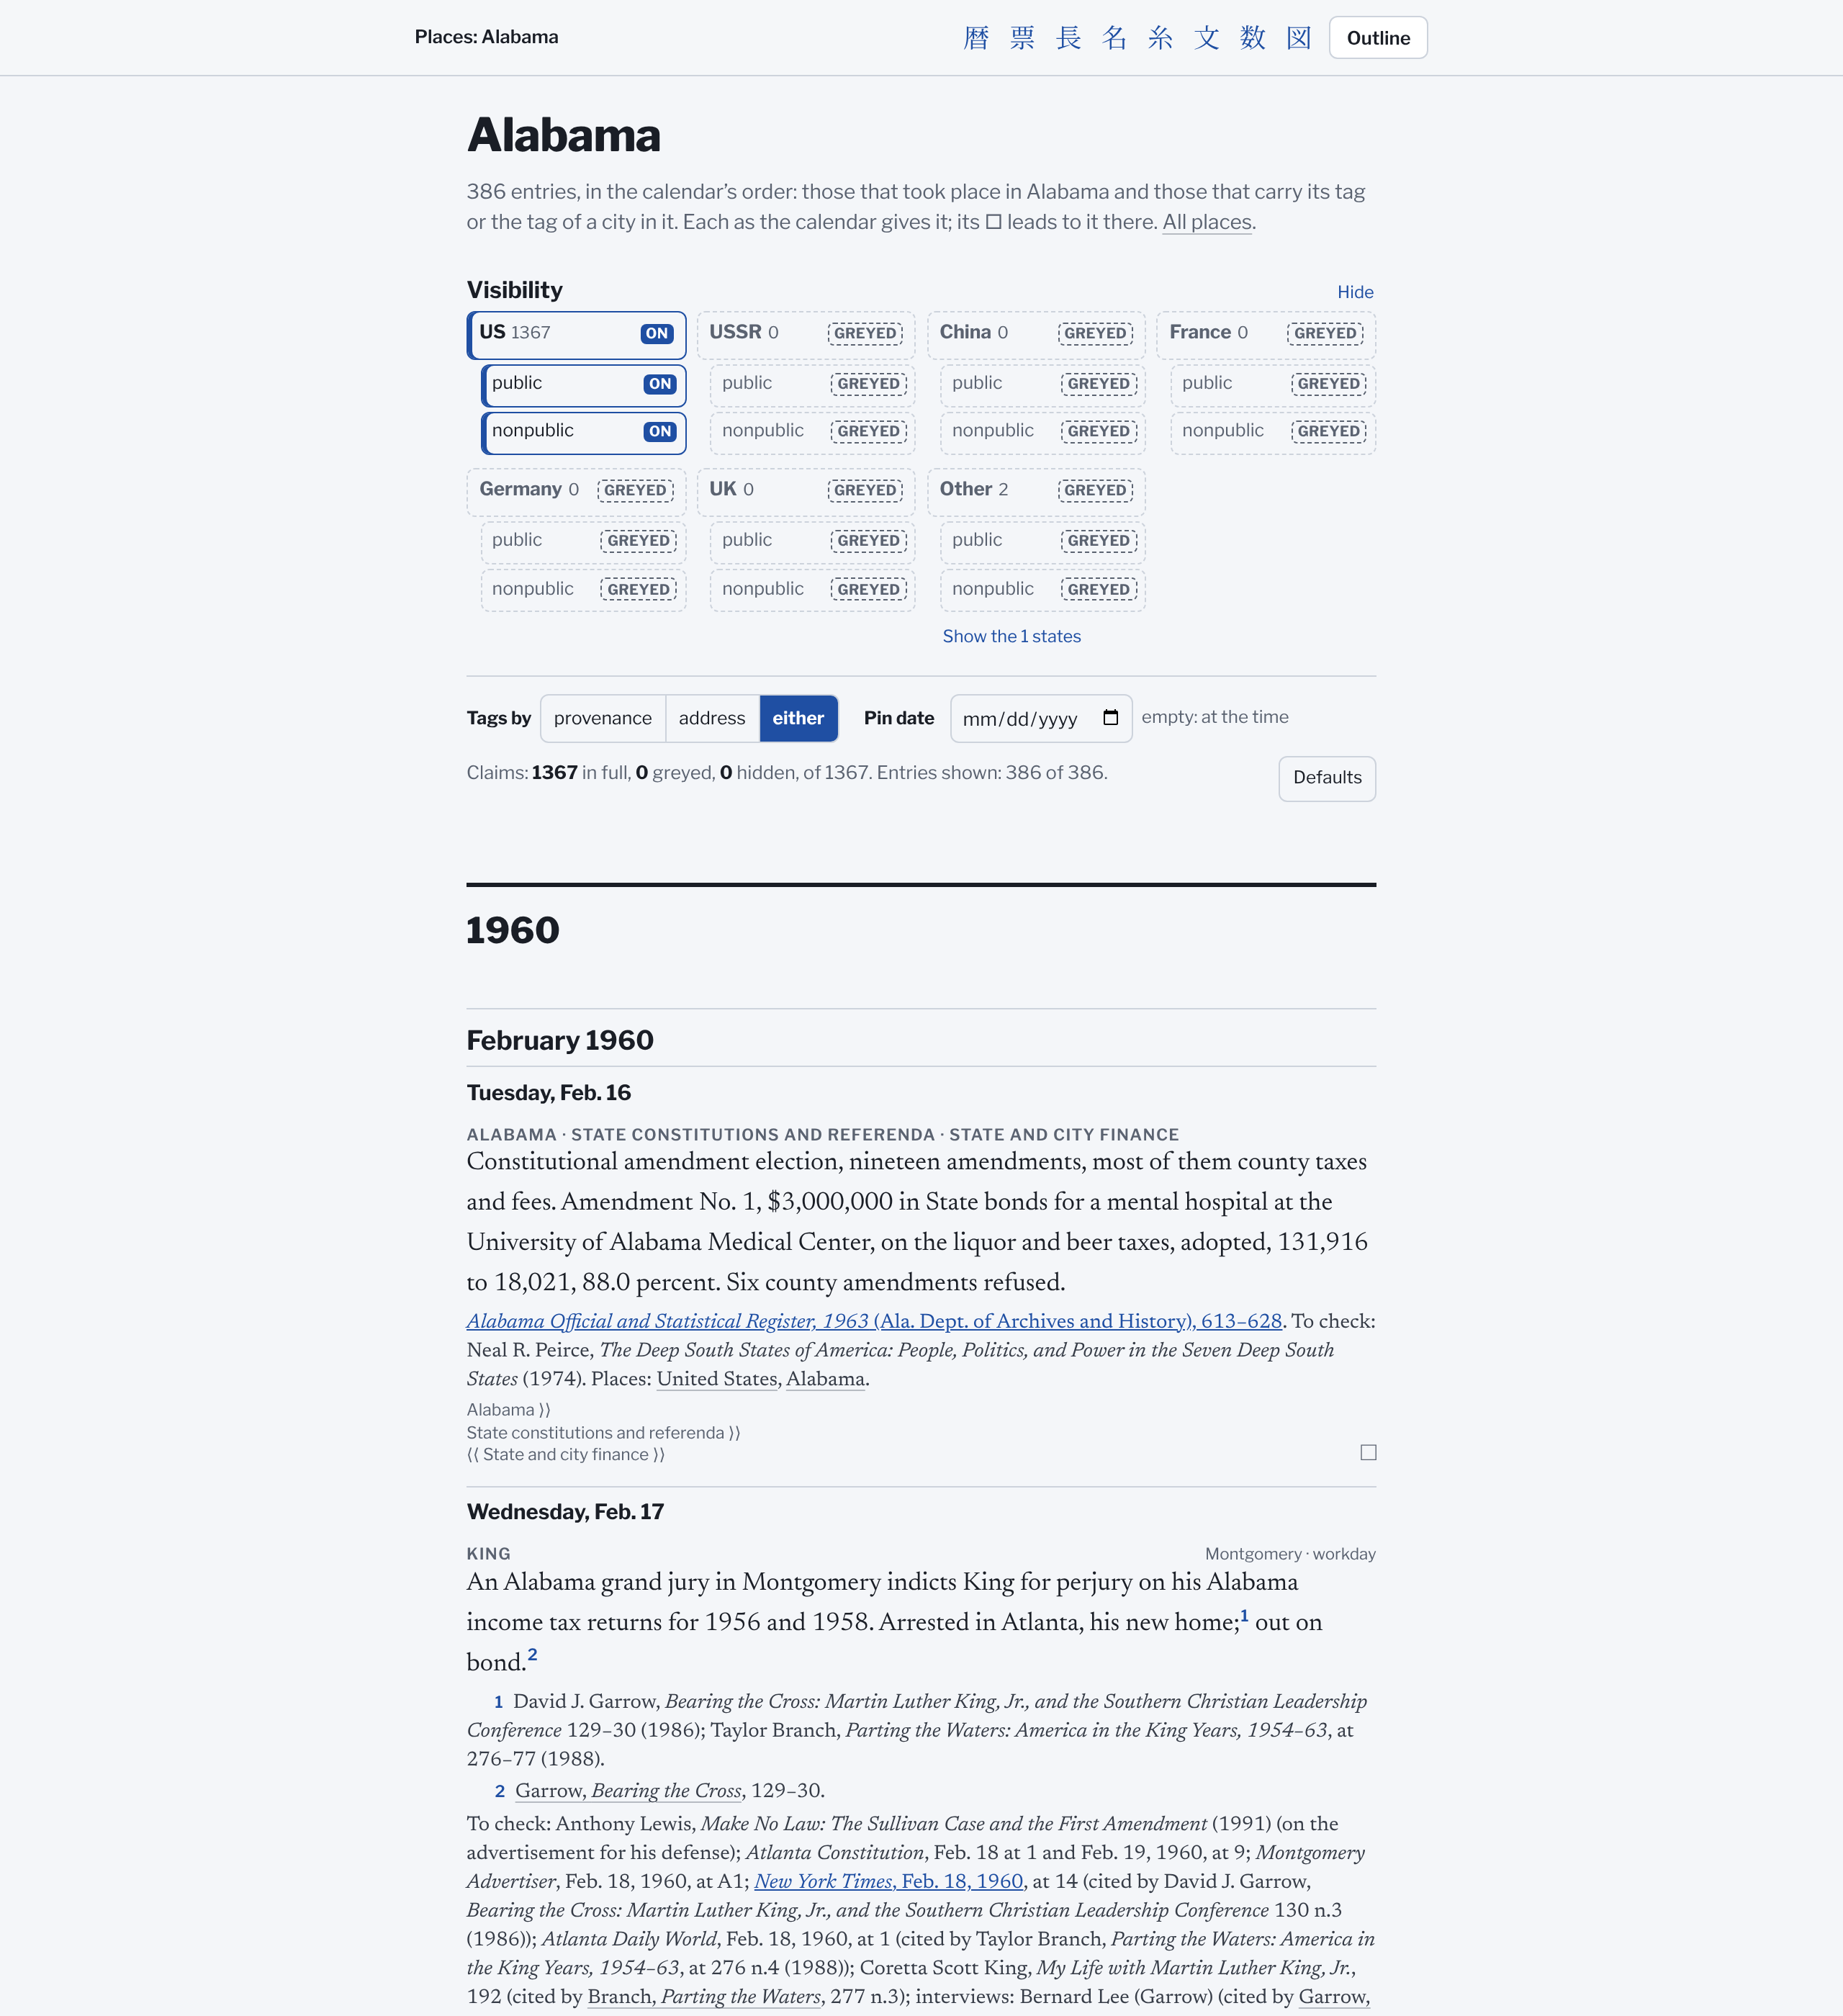 Places: Alabama
暦 票 長 名 糸 文 数 図 Outline
Alabama
386 entries, in the calendar’s order: those that took place in Alabama and those that carry its tag
or the tag of a city in it. Each as the calendar gives it; its □ leads to it there. All places.
Visibility Hide
US 1367 ON USSR 0 GREYED China 0 GREYED France 0 GREYED
public ON public GREYED public GREYED public GREYED
nonpublic ON nonpublic GREYED nonpublic GREYED nonpublic GREYED
Germany 0 GREYED UK 0 GREYED Other 2 GREYED
public GREYED public GREYED public GREYED
nonpublic GREYED nonpublic GREYED nonpublic GREYED
Show the 1 states
Tags by provenance address either Pin date mm/dd/yyyy empty: at the time
Claims: 1367 in full, 0 greyed, 0 hidden, of 1367. Entries shown: 386 of 386.
Defaults
1960
February 1960
Tuesday, Feb. 16
ALABAMA · STATE CONSTITUTIONS AND REFERENDA · STATE AND CITY FINANCE
Constitutional amendment election, nineteen amendments, most of them county taxes
and fees. Amendment No. 1, $3,000,000 in State bonds for a mental hospital at the
University of Alabama Medical Center, on the liquor and beer taxes, adopted, 131,916
to 18,021, 88.0 percent. Six county amendments refused.
Alabama Official and Statistical Register, 1963 (Ala. Dept. of Archives and History), 613–628. To check:
Neal R. Peirce, The Deep South States of America: People, Politics, and Power in the Seven Deep South
States (1974). Places: United States, Alabama.
Alabama ⟩⟩
State constitutions and referenda ⟩⟩
⟨⟨ State and city finance ⟩⟩ □
Wednesday, Feb. 17
KING Montgomery · workday
An Alabama grand jury in Montgomery indicts King for perjury on his Alabama
income tax returns for 1956 and 1958. Arrested in Atlanta, his new home;1 out on
bond.2
1 David J. Garrow, Bearing the Cross: Martin Luther King, Jr., and the Southern Christian Leadership
Conference 129–30 (1986); Taylor Branch, Parting the Waters: America in the King Years, 1954–63, at
276–77 (1988).
2 Garrow, Bearing the Cross, 129–30.
To check: Anthony Lewis, Make No Law: The Sullivan Case and the First Amendment (1991) (on the
advertisement for his defense); Atlanta Constitution, Feb. 18 at 1 and Feb. 19, 1960, at 9; Montgomery
Advertiser, Feb. 18, 1960, at A1; New York Times, Feb. 18, 1960, at 14 (cited by David J. Garrow,
Bearing the Cross: Martin Luther King, Jr., and the Southern Christian Leadership Conference 130 n.3
(1986)); Atlanta Daily World, Feb. 18, 1960, at 1 (cited by Taylor Branch, Parting the Waters: America in
the King Years, 1954–63, at 276 n.4 (1988)); Coretta Scott King, My Life with Martin Luther King, Jr.,
192 (cited by Branch, Parting the Waters, 277 n.3); interviews: Bernard Lee (Garrow) (cited by Garrow,